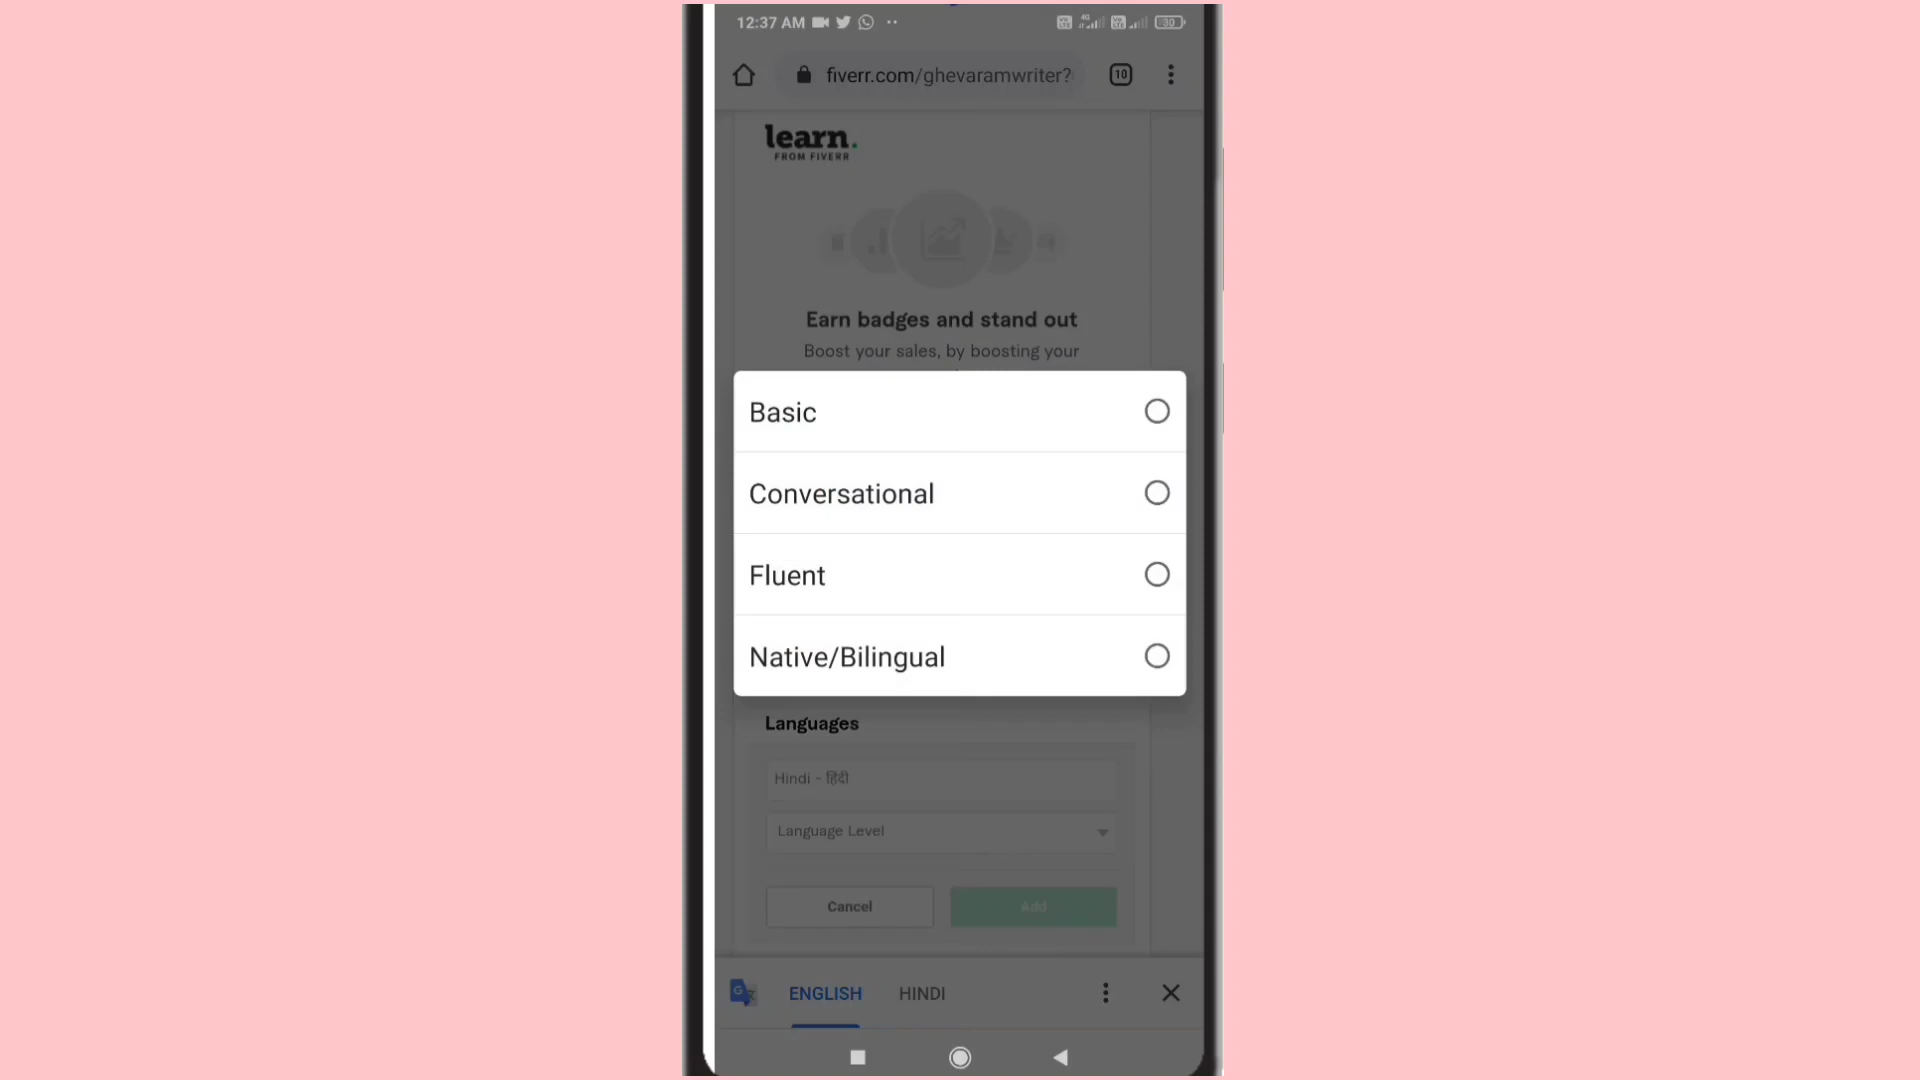 12:37 AM
30
fiverr.com/ghevaramwriter?
10
learn.
FROM FIVERR
Earn badges and stand out
Boost your sales, by boosting your
Basic
Conversational
Fluent
Native/Bilingual
Languages
Hindi - हिंदी
Language Level
Cancel
Add
ENGLISH
HINDI